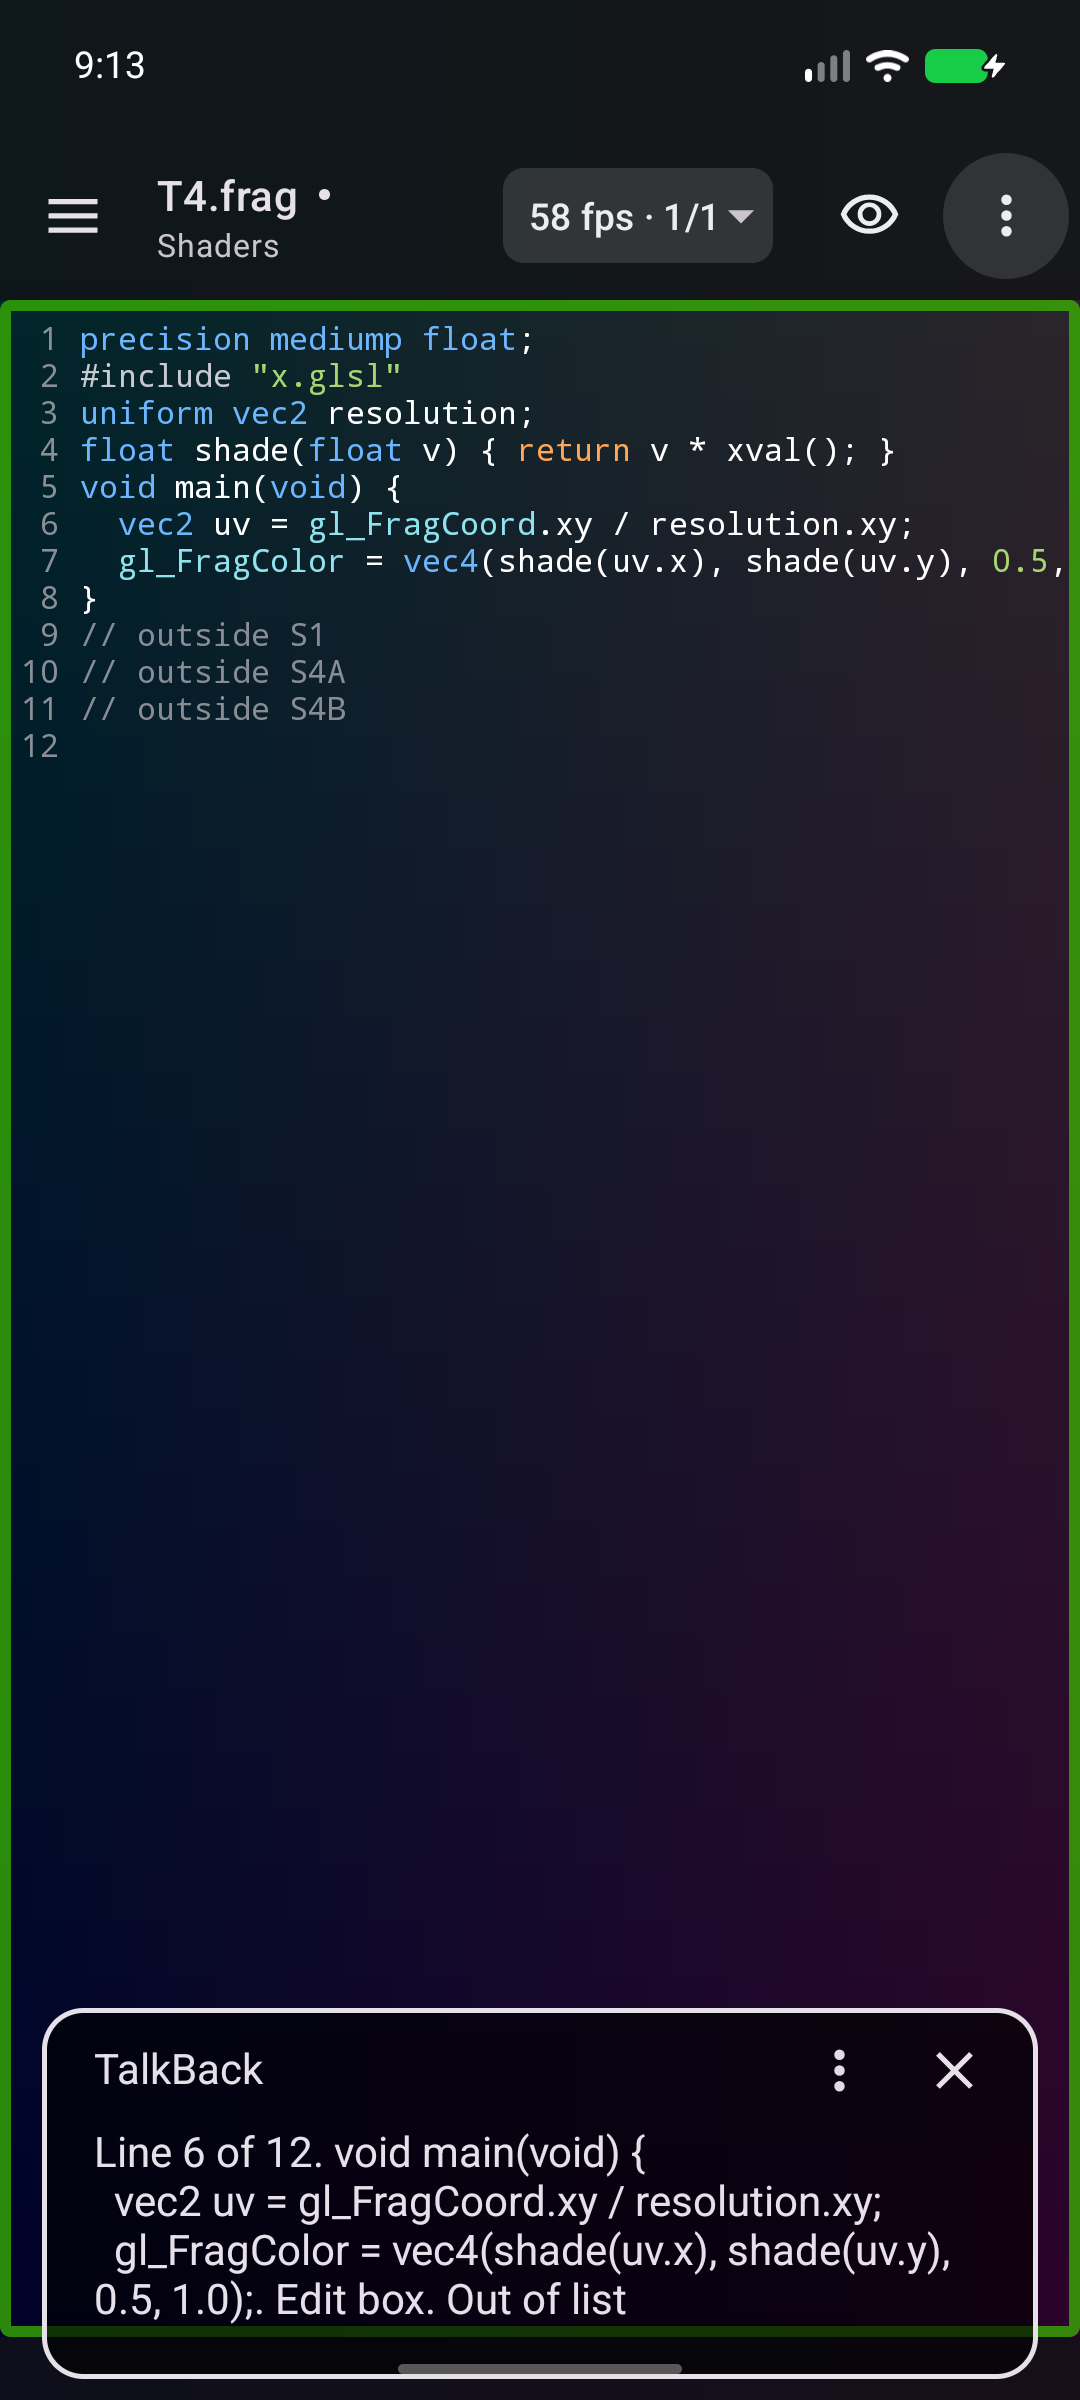 9:13
T4.frag •
Shaders
58 fps · 1/1
1 precision mediump float;
2 #include "x.glsl"
3 uniform vec2 resolution;
4 float shade(float v) { return v * xval(); }
5 void main(void) {
6   vec2 uv = gl_FragCoord.xy / resolution.xy;
7   gl_FragColor = vec4(shade(uv.x), shade(uv.y), 0.5,
8 }
9 // outside S1
10 // outside S4A
11 // outside S4B
12
TalkBack
Line 6 of 12. void main(void) {
  vec2 uv = gl_FragCoord.xy / resolution.xy;
  gl_FragColor = vec4(shade(uv.x), shade(uv.y),
0.5, 1.0);. Edit box. Out of list